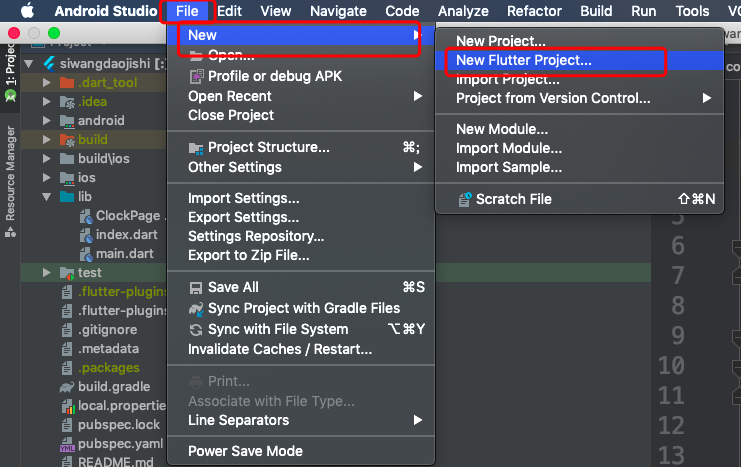 Android Studio File Edit View Navigate Code Analyze Refactor Build Run Tools
Project
siwangdaojishi
.dart_tool
.idea
android
build
build\ios
ios
lib
ClockPage
index.dart
main.dart
test
.flutter-plugins
.flutter-plugins
.gitignore
.metadata
.packages
build.gradle
local.propertie
pubspec.lock
pubspec.yaml
README.md
1: Project
Resource Manager
New
Open...
Profile or debug APK
Open Recent
Close Project
Project Structure... ⌘;
Other Settings
Import Settings...
Export Settings...
Settings Repository...
Export to Zip File...
Save All ⌘S
Sync Project with Gradle Files
Sync with File System ⌥⌘Y
Invalidate Caches / Restart...
Print...
Associate with File Type...
Line Separators
Power Save Mode
New Project...
New Flutter Project...
Import Project...
Project from Version Control...
New Module...
Import Module...
Import Sample...
Scratch File ⇧⌘N
5
6
7
8
9
10
11
12
13